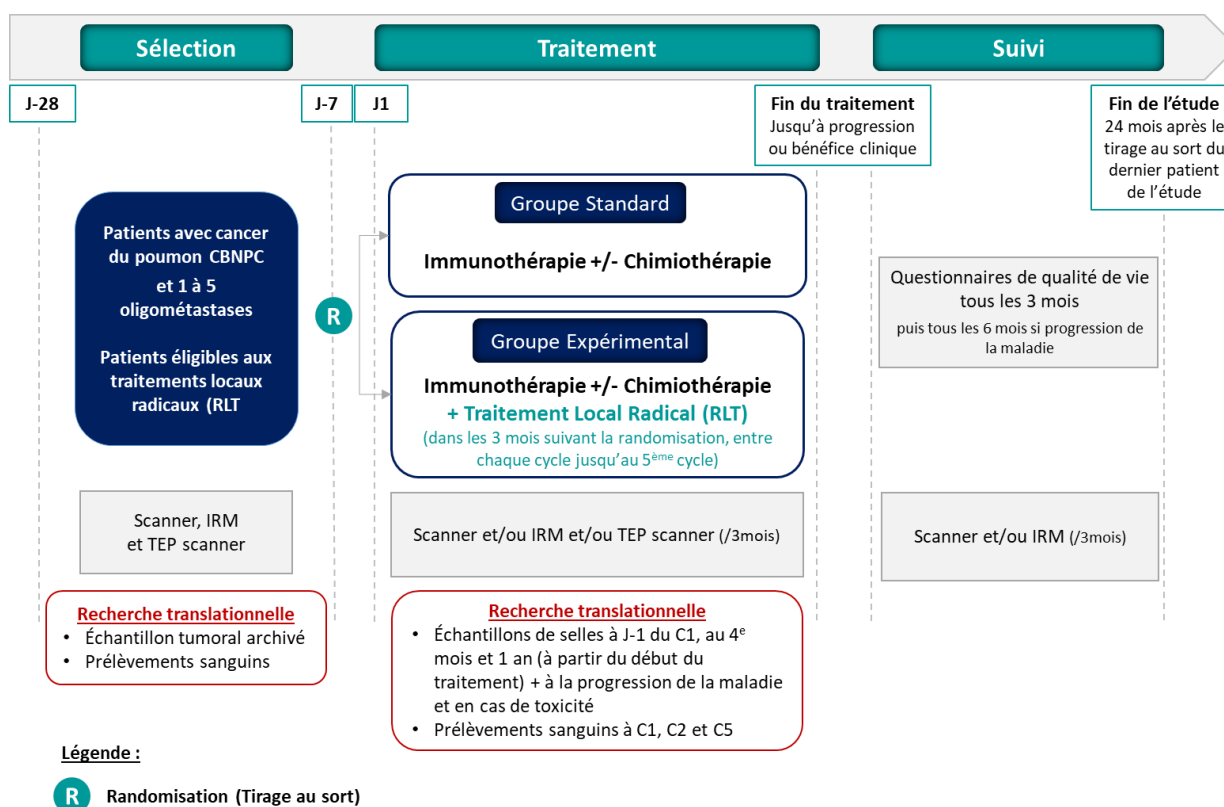 Sélection
Traitement
Suivi
J-28
J-7
J1
Fin du traitement
Jusqu'à progression
ou bénéfice clinique
Fin de l'étude
24 mois après le
tirage au sort du
dernier patient
de l'étude
Patients avec cancer
du poumon CBNPC
et 1 à 5
oligométastases
Patients éligibles aux
traitements locaux
radicaux (RLT
R
Groupe Standard
Immunothérapie +/- Chimiothérapie
Groupe Expérimental
Immunothérapie +/- Chimiothérapie
+ Traitement Local Radical (RLT)
(dans les 3 mois suivant la randomisation, entre
chaque cycle jusqu'au 5ème cycle)
Questionnaires de qualité de vie
tous les 3 mois
puis tous les 6 mois si progression de
la maladie
Scanner, IRM
et TEP scanner
Scanner et/ou IRM et/ou TEP scanner (/3mois)
Scanner et/ou IRM (/3mois)
Recherche translationnelle
• Échantillon tumoral archivé
• Prélèvements sanguins
Recherche translationnelle
• Échantillons de selles à J-1 du C1, au 4e
mois et 1 an (à partir du début du
traitement) + à la progression de la maladie
et en cas de toxicité
• Prélèvements sanguins à C1, C2 et C5
Légende :
R Randomisation (Tirage au sort)